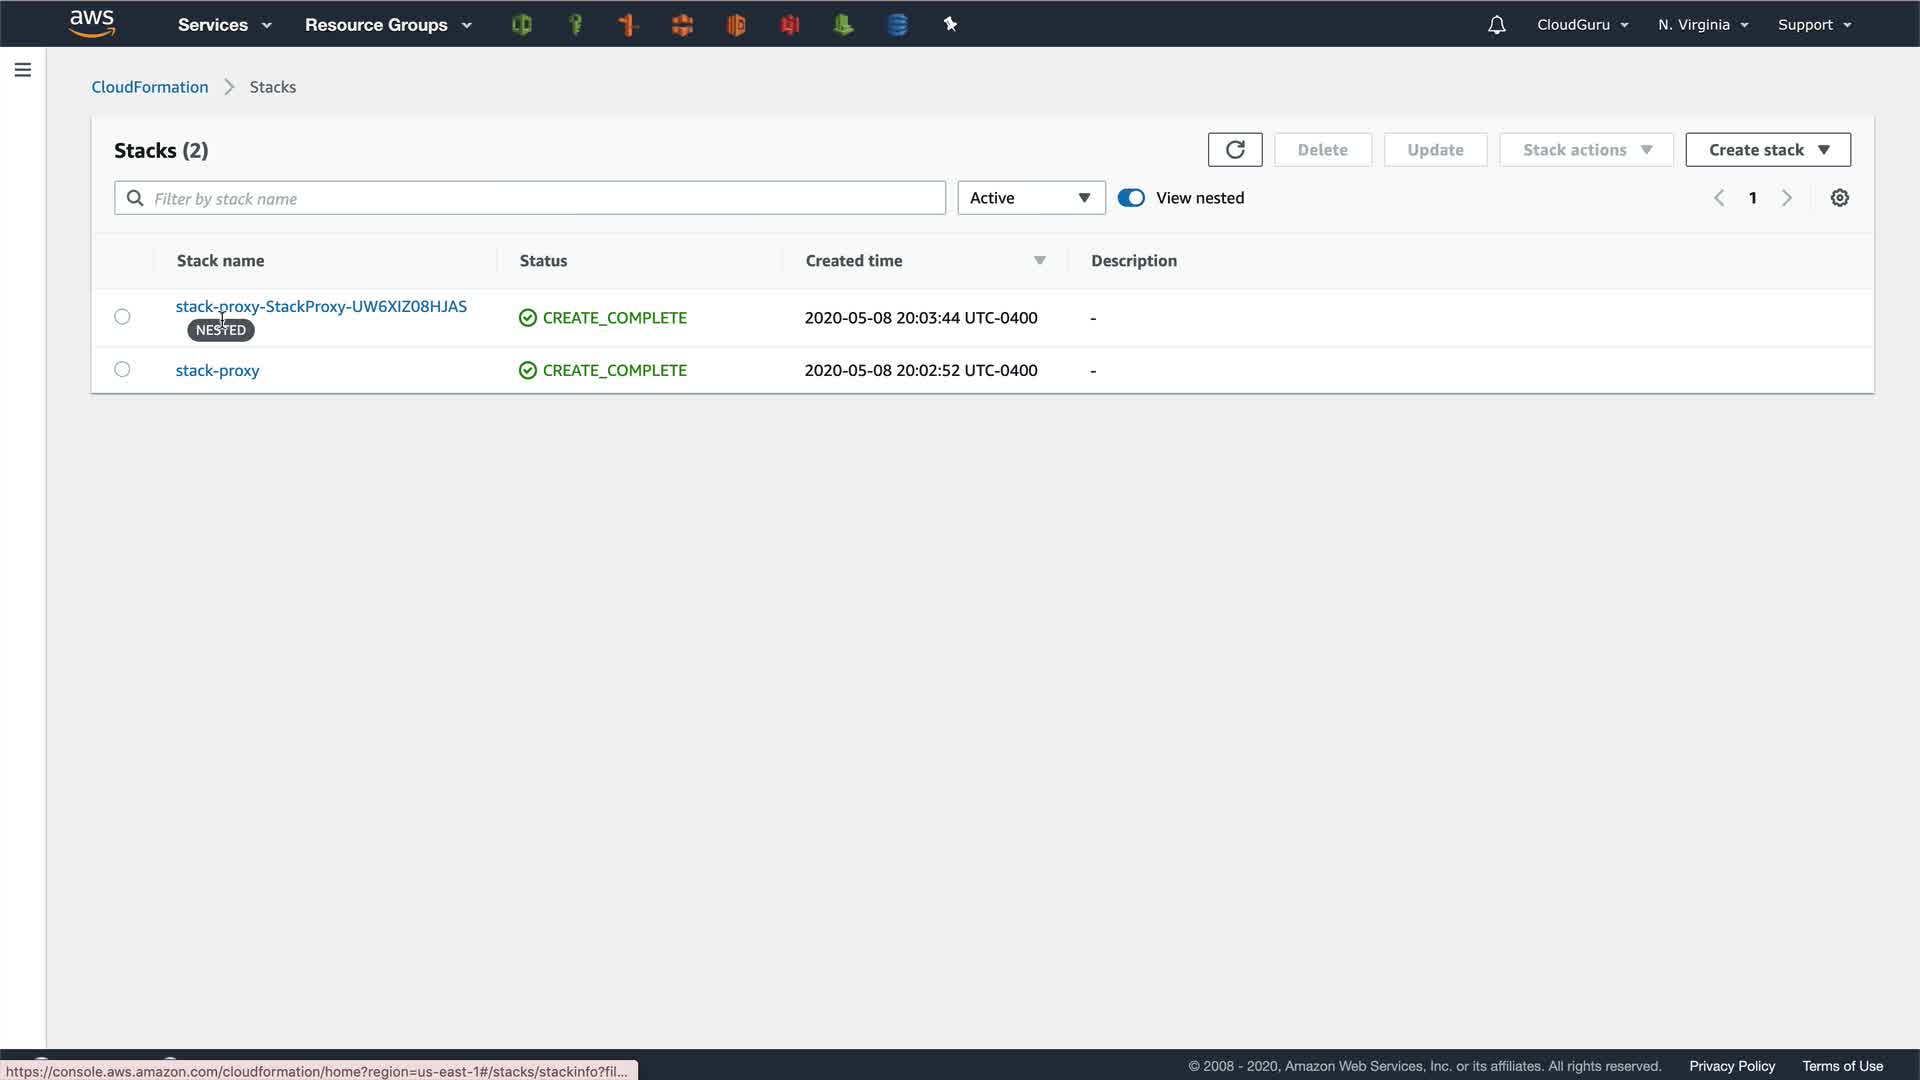 aws
Services
Resource Groups
CloudGuru
N. Virginia
Support
CloudFormation
Stacks
Stacks (2)
Delete
Update
Stack actions
Create stack
Filter by stack name
Active
View nested
1
Stack name
Status
Created time
Description
stack-proxy-StackProxy-UW6XIZ08HJAS
NESTED
CREATE_COMPLETE
2020-05-08 20:03:44 UTC-0400
-
stack-proxy
CREATE_COMPLETE
2020-05-08 20:02:52 UTC-0400
-
https://console.aws.amazon.com/cloudformation/home?region=us-east-1#/stacks/stackinfo?fil...
© 2008 - 2020, Amazon Web Services, Inc. or its affiliates. All rights reserved.
Privacy Policy
Terms of Use